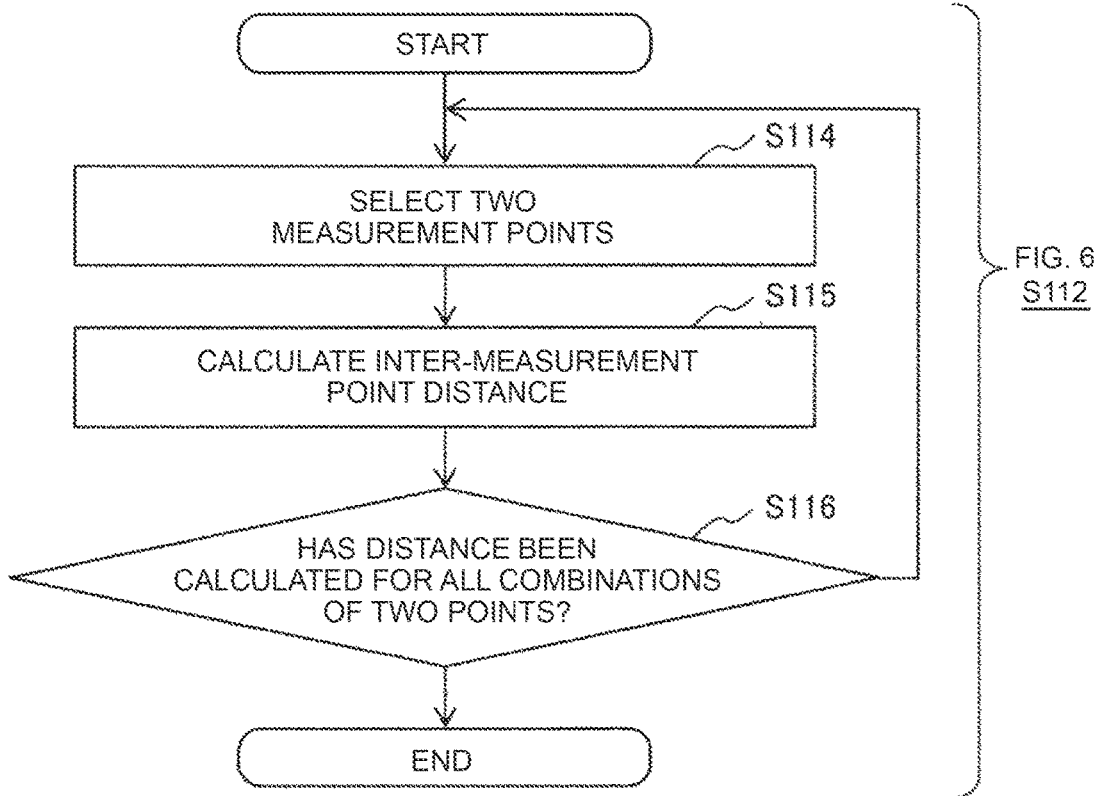 START
S114
SELECT TWO
MEASUREMENT POINTS
S115
CALCULATE INTER-MEASUREMENT
POINT DISTANCE
S116
HAS DISTANCE BEEN
CALCULATED FOR ALL COMBINATIONS
OF TWO POINTS?
END
FIG. 6
S112